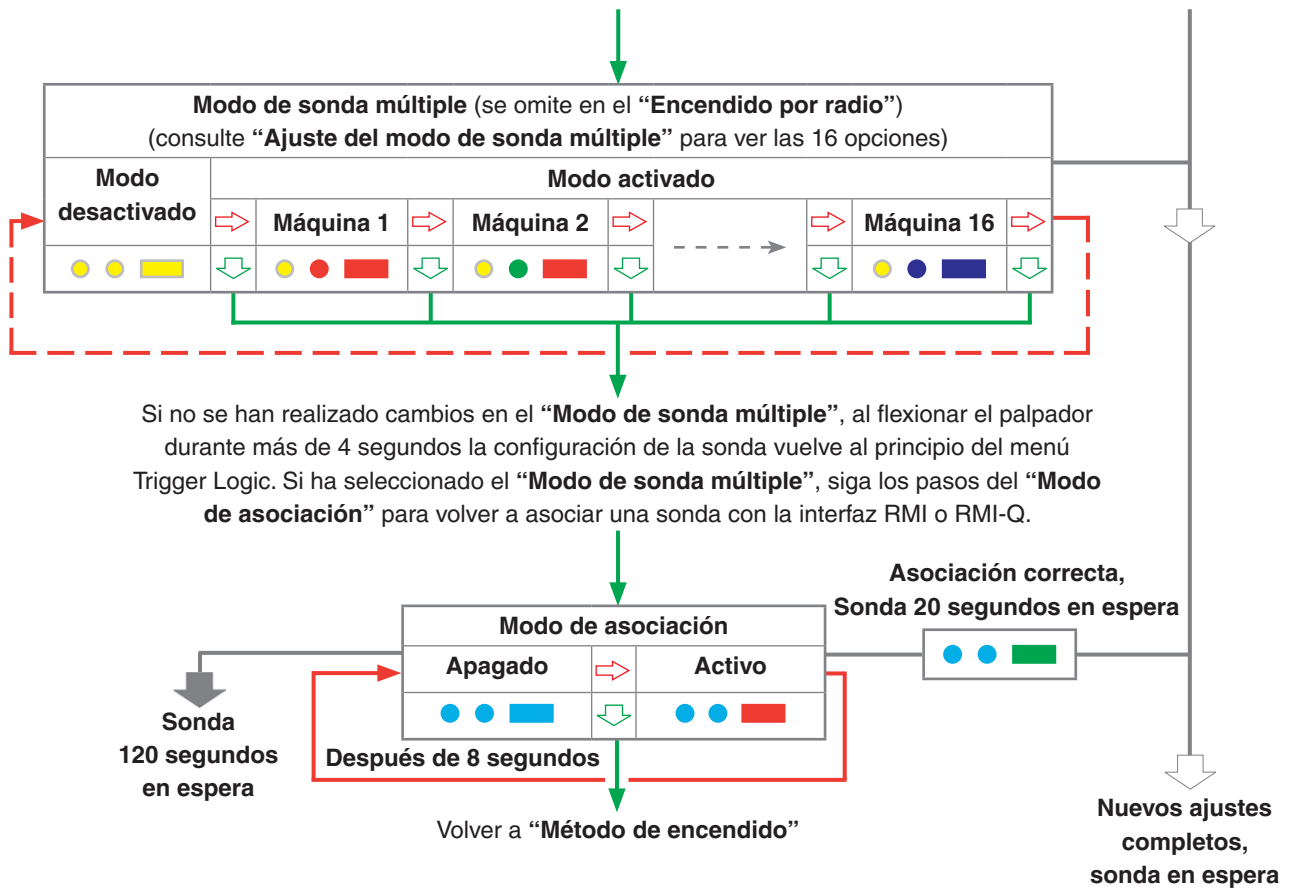 Modo de sonda múltiple (se omite en el “Encendido por radio”)
(consulte “Ajuste del modo de sonda múltiple” para ver las 16 opciones)
Modo
desactivado
Modo activado
Máquina 1
Máquina 2
Máquina 16
Si no se han realizado cambios en el “Modo de sonda múltiple”, al flexionar el palpador
durante más de 4 segundos la configuración de la sonda vuelve al principio del menú
Trigger Logic. Si ha seleccionado el “Modo de sonda múltiple”, siga los pasos del “Modo
de asociación” para volver a asociar una sonda con la interfaz RMI o RMI-Q.
Asociación correcta,
Sonda 20 segundos en espera
Modo de asociación
Apagado
Activo
Sonda
120 segundos
en espera
Después de 8 segundos
Volver a “Método de encendido”
Nuevos ajustes
completos,
sonda en espera